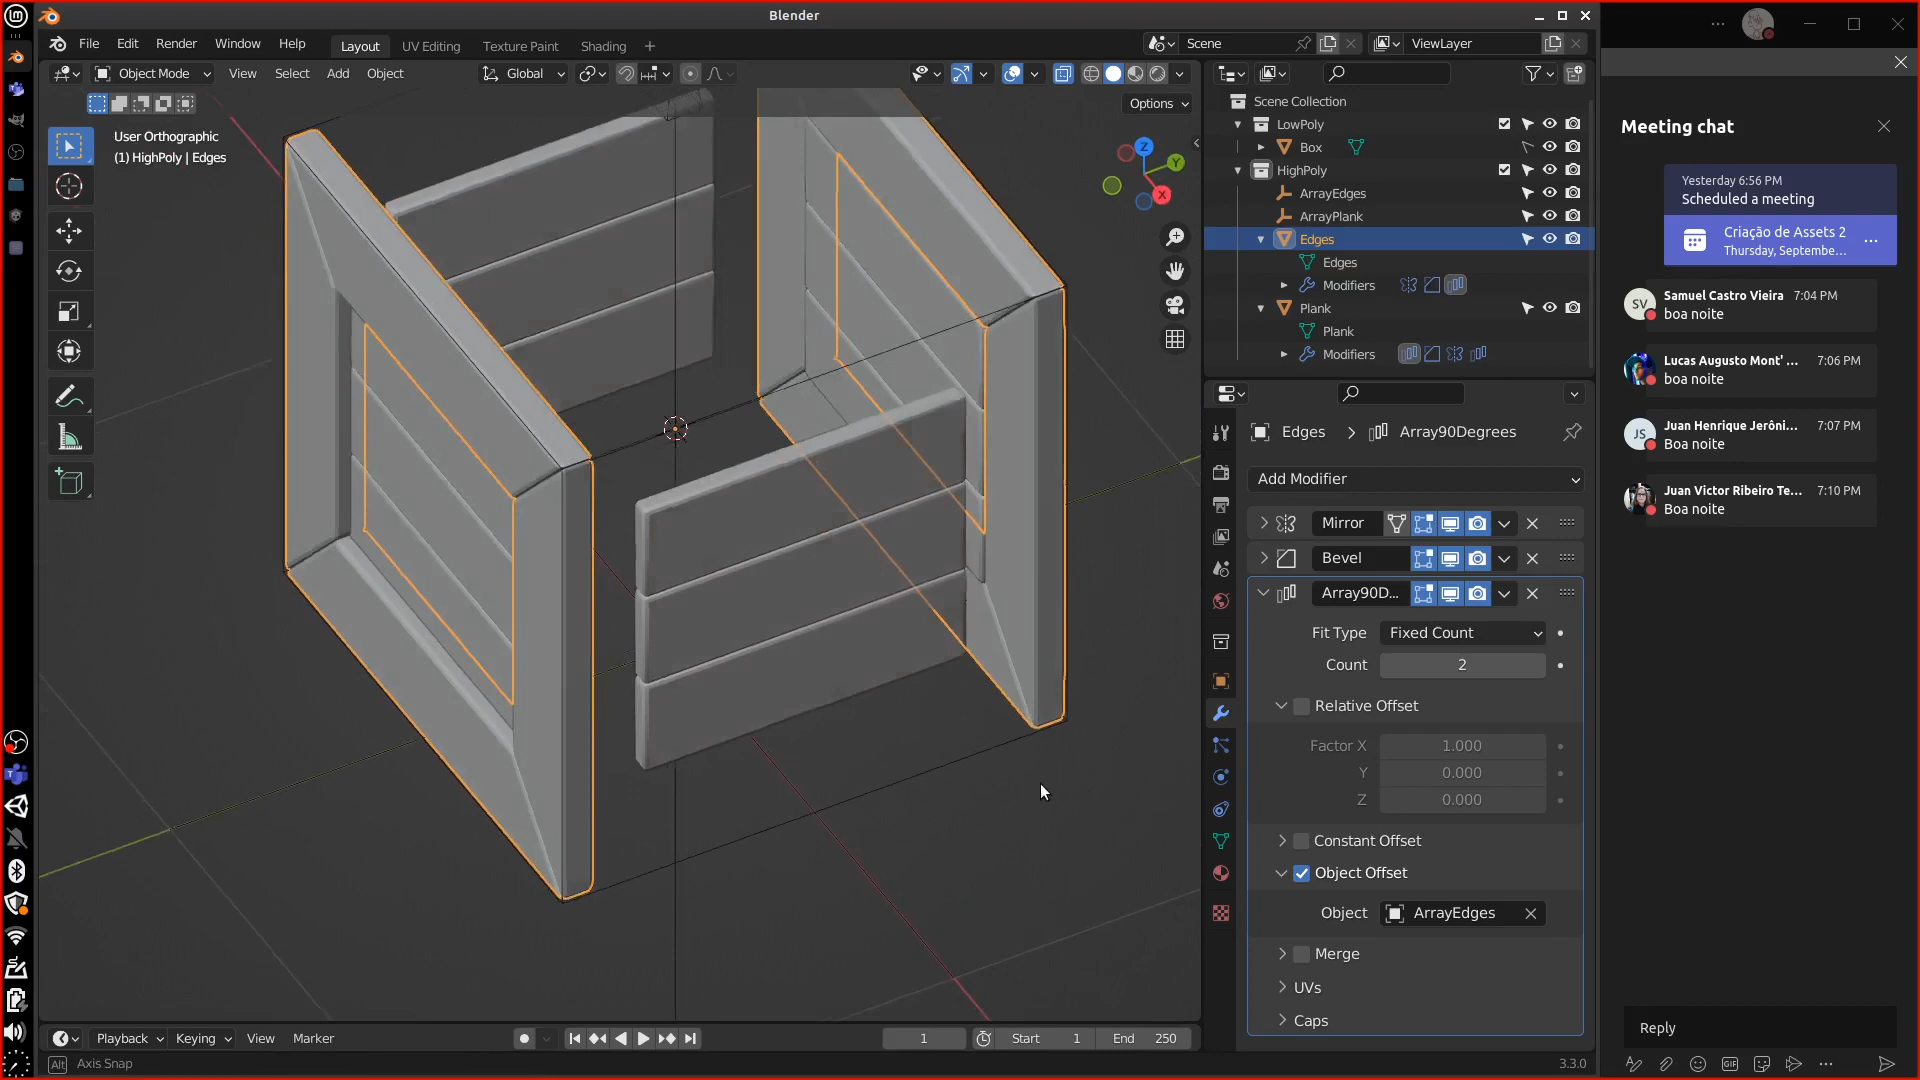 Blender
File Edit Render Window Help
Layout
UV Editing
Texture Paint
Shading
Scene
ViewLayer
Object Mode
View Select Add Object
Global
Options
User Orthographic
(1) HighPoly | Edges
Z
Y
X
Scene Collection
LowPoly
Box
HighPoly
ArrayEdges
ArrayPlank
Edges
Edges
Modifiers
Plank
Plank
Modifiers
Edges
Array90Degrees
Add Modifier
Mirror
Bevel
Array90D...
Fit Type Fixed Count
Count 2
Relative Offset
Factor X 1.000
Y 0.000
Z 0.000
Constant Offset
Object Offset
Object ArrayEdges
Merge
UVs
Caps
Playback Keying View Marker
1
Start 1
End 250
Alt Axis Snap
3.3.0
Meeting chat
Yesterday 6:56 PM
Scheduled a meeting
Criação de Assets 2
Thursday, Septembe...
SV
Samuel Castro Vieira 7:04 PM
boa noite
Lucas Augusto Mont' ... 7:06 PM
boa noite
JS
Juan Henrique Jerôni... 7:07 PM
Boa noite
Juan Victor Ribeiro Te... 7:10 PM
Boa noite
Reply
GIF